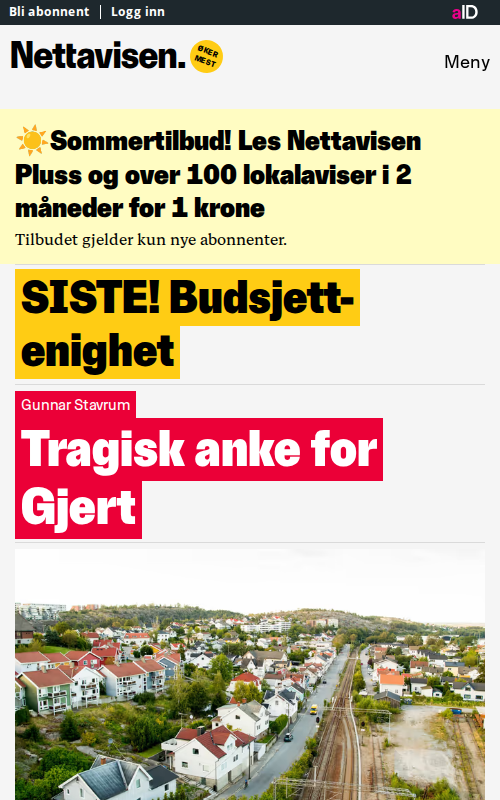 Bli abonnent | Logg inn
aID
Nettavisen.
ØKER
MEST
Meny
☀️Sommertilbud! Les Nettavisen
Pluss og over 100 lokalaviser i 2
måneder for 1 krone
Tilbudet gjelder kun nye abonnenter.
SISTE! Budsjett-
enighet
Gunnar Stavrum
Tragisk anke for
Gjert